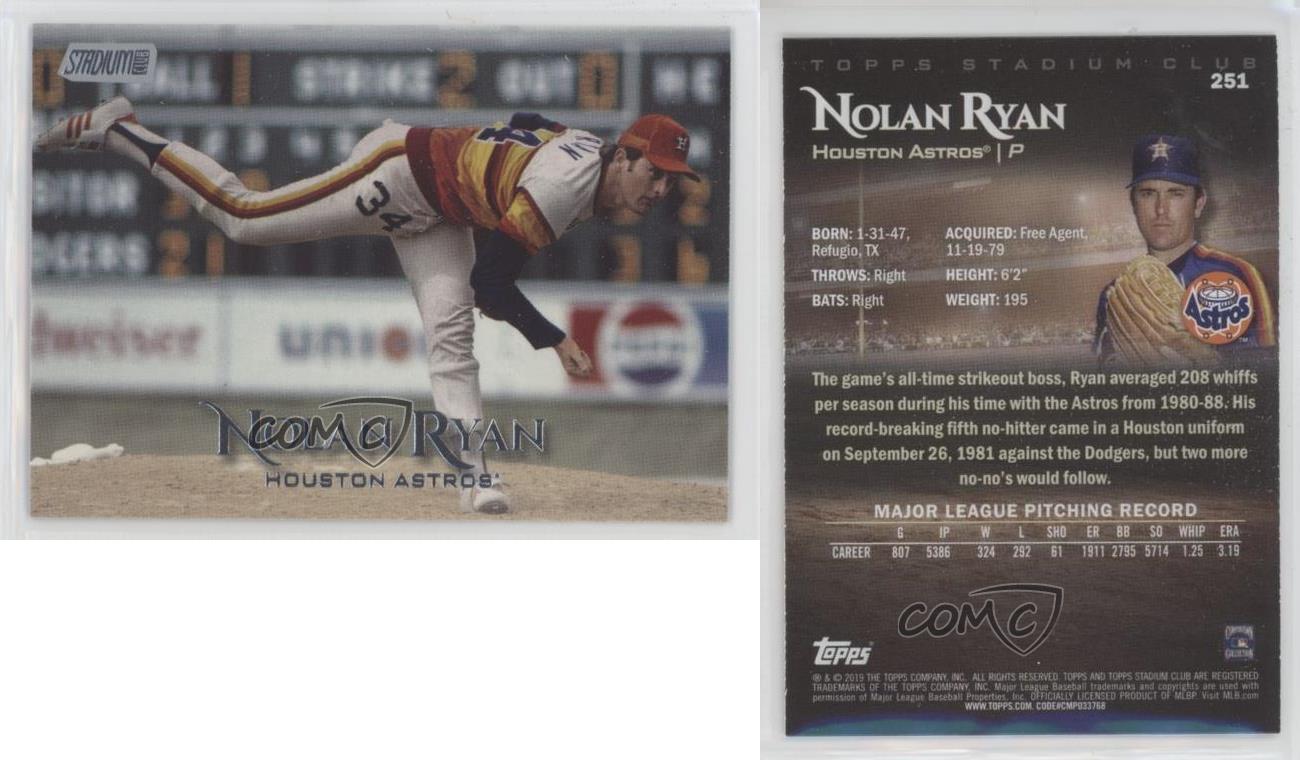 STADIUM CLUB
0 BALL 1 STRIKE 2 OUT 0 H E
34
NOLAN RYAN
HOUSTON ASTROS®
COMC
TOPPS STADIUM CLUB
251
NOLAN RYAN
HOUSTON ASTROS® | P
BORN: 1-31-47, Refugio, TX
ACQUIRED: Free Agent, 11-19-79
THROWS: Right HEIGHT: 6'2"
BATS: Right WEIGHT: 195
Astros
The game's all-time strikeout boss, Ryan averaged 208 whiffs
per season during his time with the Astros from 1980-88. His
record-breaking fifth no-hitter came in a Houston uniform
on September 26, 1981 against the Dodgers, but two more
no-no's would follow.
MAJOR LEAGUE PITCHING RECORD
G IP W L SHO ER BB SO WHIP ERA
CAREER 807 5386 324 292 61 1911 2795 5714 1.25 3.19
COMC
Topps
® & © 2019 THE TOPPS COMPANY, INC. ALL RIGHTS RESERVED. TOPPS AND TOPPS STADIUM CLUB ARE REGISTERED
TRADEMARKS OF THE TOPPS COMPANY, INC. Major League Baseball trademarks and copyrights are used with
permission of Major League Baseball Properties, Inc. OFFICIALLY LICENSED PRODUCT OF MLBP. Visit MLB.com
WWW.TOPPS.COM. CODE#CMP033768